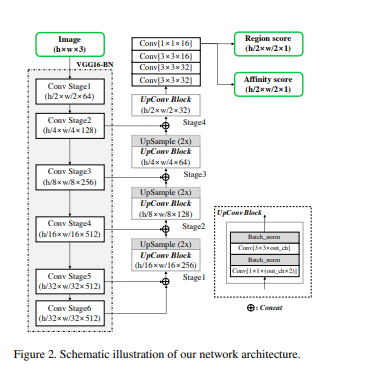 Image
(h×w×3)
VGG16-BN
Conv Stage1
(h/2×w/2×64)
Conv Stage2
(h/4×w/4×128)
Conv Stage3
(h/8×w/8×256)
Conv Stage4
(h/16×w/16×512)
Conv Stage5
(h/32×w/32×512)
Conv Stage6
(h/32×w/32×512)
Conv[1×1×16]
Conv[3×3×16]
Conv[3×3×32]
Conv[3×3×32]
UpConv Block
(h/2×w/2×32)
Stage4
UpSample (2x)
UpConv Block
(h/4×w/4×64)
Stage3
UpSample (2x)
UpConv Block
(h/8×w/8×128)
Stage2
UpSample (2x)
UpConv Block
(h/16×w/16×256)
Stage1
Region score
(h/2×w/2×1)
Affinity score
(h/2×w/2×1)
UpConv Block
Batch_norm
Conv[3×3×out_ch]
Batch_norm
Conv[1×1×(out_ch×2)]
⊕: Concat
Figure 2. Schematic illustration of our network architecture.